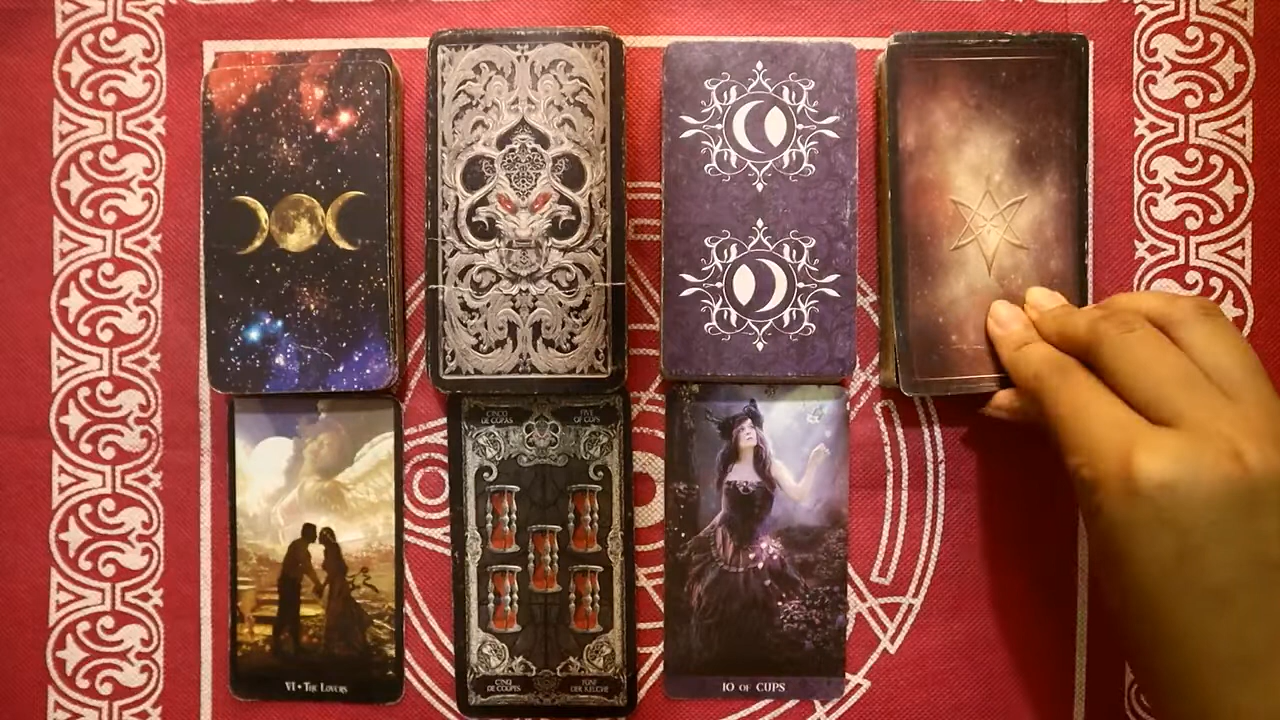 VI • THE LOVERS
CINCO
DE COPAS
FIVE
OF CUPS
CINQ
DE COUPES
FÜNF
DER KELCHE
10 OF CUPS